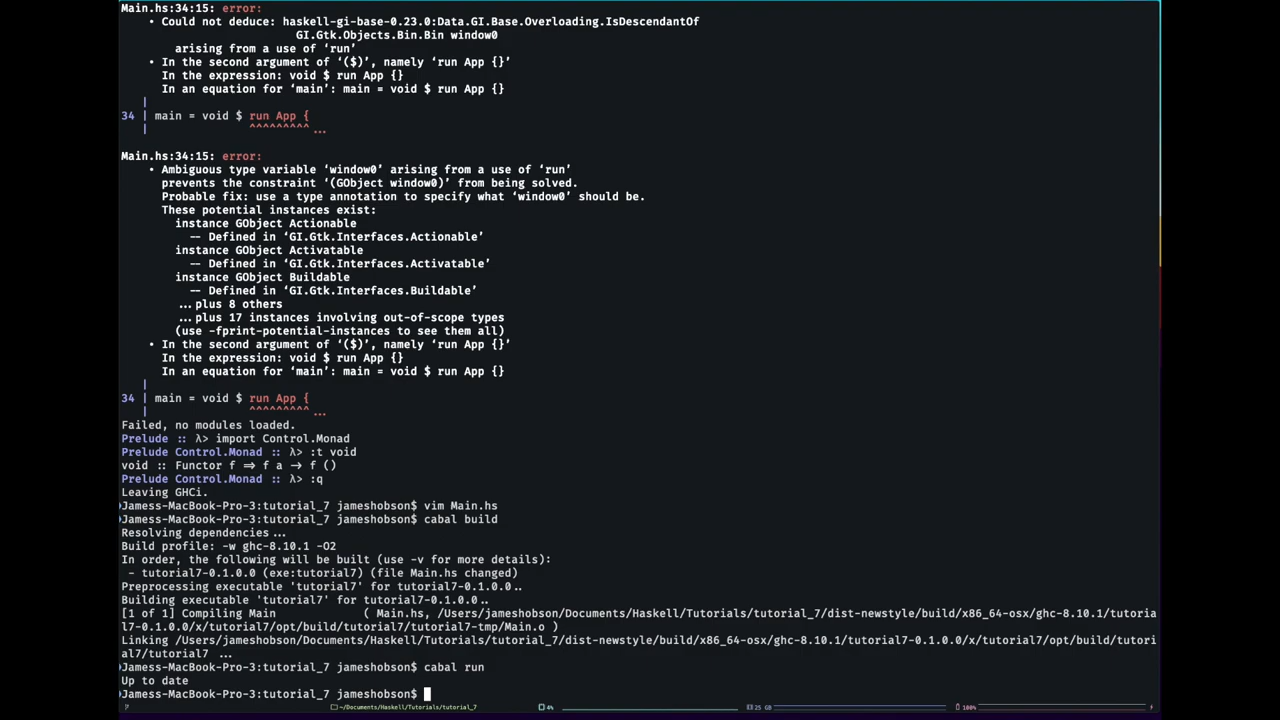 Main.hs:34:15: error:
• Could not deduce: haskell-gi-base-0.23.0:Data.GI.Base.Overloading.IsDescendantOf
GI.Gtk.Objects.Bin.Bin window0
arising from a use of ‘run’
• In the second argument of ‘($)’, namely ‘run App {}’
In the expression: void $ run App {}
In an equation for ‘main’: main = void $ run App {}
|
34 | main = void $ run App {
| ^^^^^^^^^...
Main.hs:34:15: error:
• Ambiguous type variable ‘window0’ arising from a use of ‘run’
prevents the constraint ‘(GObject window0)’ from being solved.
Probable fix: use a type annotation to specify what ‘window0’ should be.
These potential instances exist:
instance GObject Actionable
-- Defined in ‘GI.Gtk.Interfaces.Actionable’
instance GObject Activatable
-- Defined in ‘GI.Gtk.Interfaces.Activatable’
instance GObject Buildable
-- Defined in ‘GI.Gtk.Interfaces.Buildable’
...plus 8 others
...plus 17 instances involving out-of-scope types
(use -fprint-potential-instances to see them all)
• In the second argument of ‘($)’, namely ‘run App {}’
In the expression: void $ run App {}
In an equation for ‘main’: main = void $ run App {}
|
34 | main = void $ run App {
| ^^^^^^^^^...
Failed, no modules loaded.
Prelude :: λ> import Control.Monad
Prelude Control.Monad :: λ> :t void
void :: Functor f => f a -> f ()
Prelude Control.Monad :: λ> :q
Leaving GHCi.
Jamess-MacBook-Pro-3:tutorial_7 jameshobson$ vim Main.hs
Jamess-MacBook-Pro-3:tutorial_7 jameshobson$ cabal build
Resolving dependencies...
Build profile: -w ghc-8.10.1 -O2
In order, the following will be built (use -v for more details):
- tutorial7-0.1.0.0 (exe:tutorial7) (file Main.hs changed)
Preprocessing executable 'tutorial7' for tutorial7-0.1.0.0..
Building executable 'tutorial7' for tutorial7-0.1.0.0..
[1 of 1] Compiling Main ( Main.hs, /Users/jameshobson/Documents/Haskell/Tutorials/tutorial_7/dist-newstyle/build/x86_64-osx/ghc-8.10.1/tutoria
l7-0.1.0.0/x/tutorial7/opt/build/tutorial7/tutorial7-tmp/Main.o )
Linking /Users/jameshobson/Documents/Haskell/Tutorials/tutorial_7/dist-newstyle/build/x86_64-osx/ghc-8.10.1/tutorial7-0.1.0.0/x/tutorial7/opt/build/tutori
al7/tutorial7 ...
Jamess-MacBook-Pro-3:tutorial_7 jameshobson$ cabal run
Up to date
Jamess-MacBook-Pro-3:tutorial_7 jameshobson$
~/Documents/Haskell/Tutorials/tutorial_7 4% 25 GB 100%